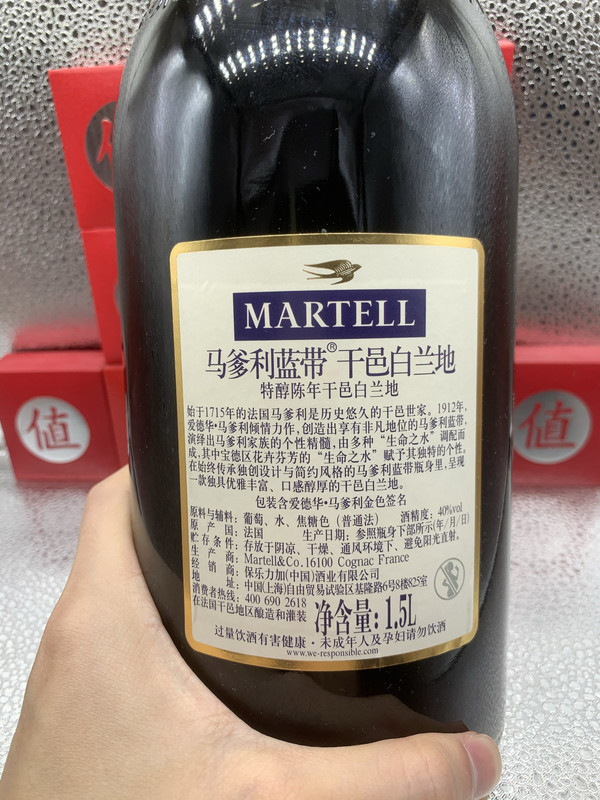 值
值
MARTELL
马爹利蓝带®干邑白兰地
特醇陈年干邑白兰地
始于1715年的法国马爹利是历史悠久的干邑世家。1912年,
爱德华·马爹利倾情力作,创造出享有非凡地位的马爹利蓝带,
演绎出马爹利家族的个性精髓,由多种“生命之水”调配而
成,其中宝德区花卉芬芳的“生命之水”赋予其独特的个性。
在始终传承独创设计与简约风格的马爹利蓝带瓶身里,呈现
一款独具优雅丰富、口感醇厚的干邑白兰地。
包装含爱德华·马爹利金色签名
原料与辅料:葡萄、水、焦糖色(普通法) 酒精度:40%vol
原产国:法国 生产日期:参照瓶身下部所示(年/月/日)
贮存条件:存放于阴凉、干燥、通风环境下、避免阳光直射。
生产商:Martell&Co.16100 Cognac France
经销商:保乐力加(中国)酒业有限公司
地址:中国(上海)自由贸易试验区基隆路6号8楼825室
消费者热线:400 690 2618
在法国干邑地区酿造和灌装
净含量:1.5L
过量饮酒有害健康·未成年人及孕妇请勿饮酒
www.we-responsible.com